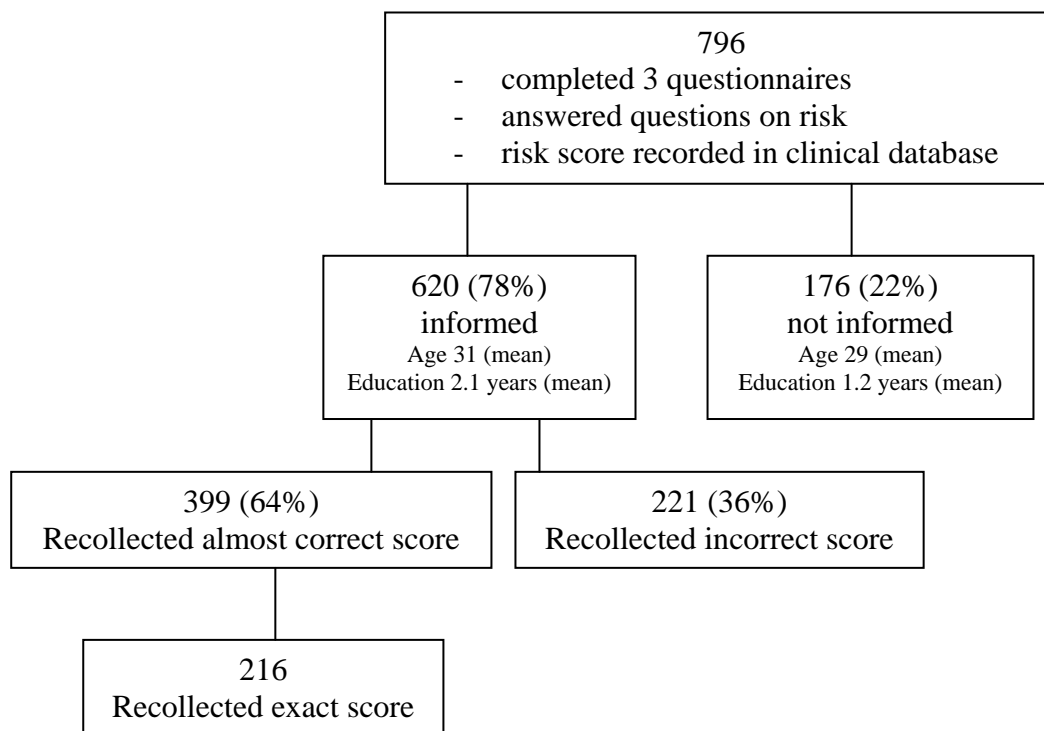 796
- completed 3 questionnaires
- answered questions on risk
- risk score recorded in clinical database
620 (78%)
informed
Age 31 (mean)
Education 2.1 years (mean)
176 (22%)
not informed
Age 29 (mean)
Education 1.2 years (mean)
399 (64%)
Recollected almost correct score
221 (36%)
Recollected incorrect score
216
Recollected exact score